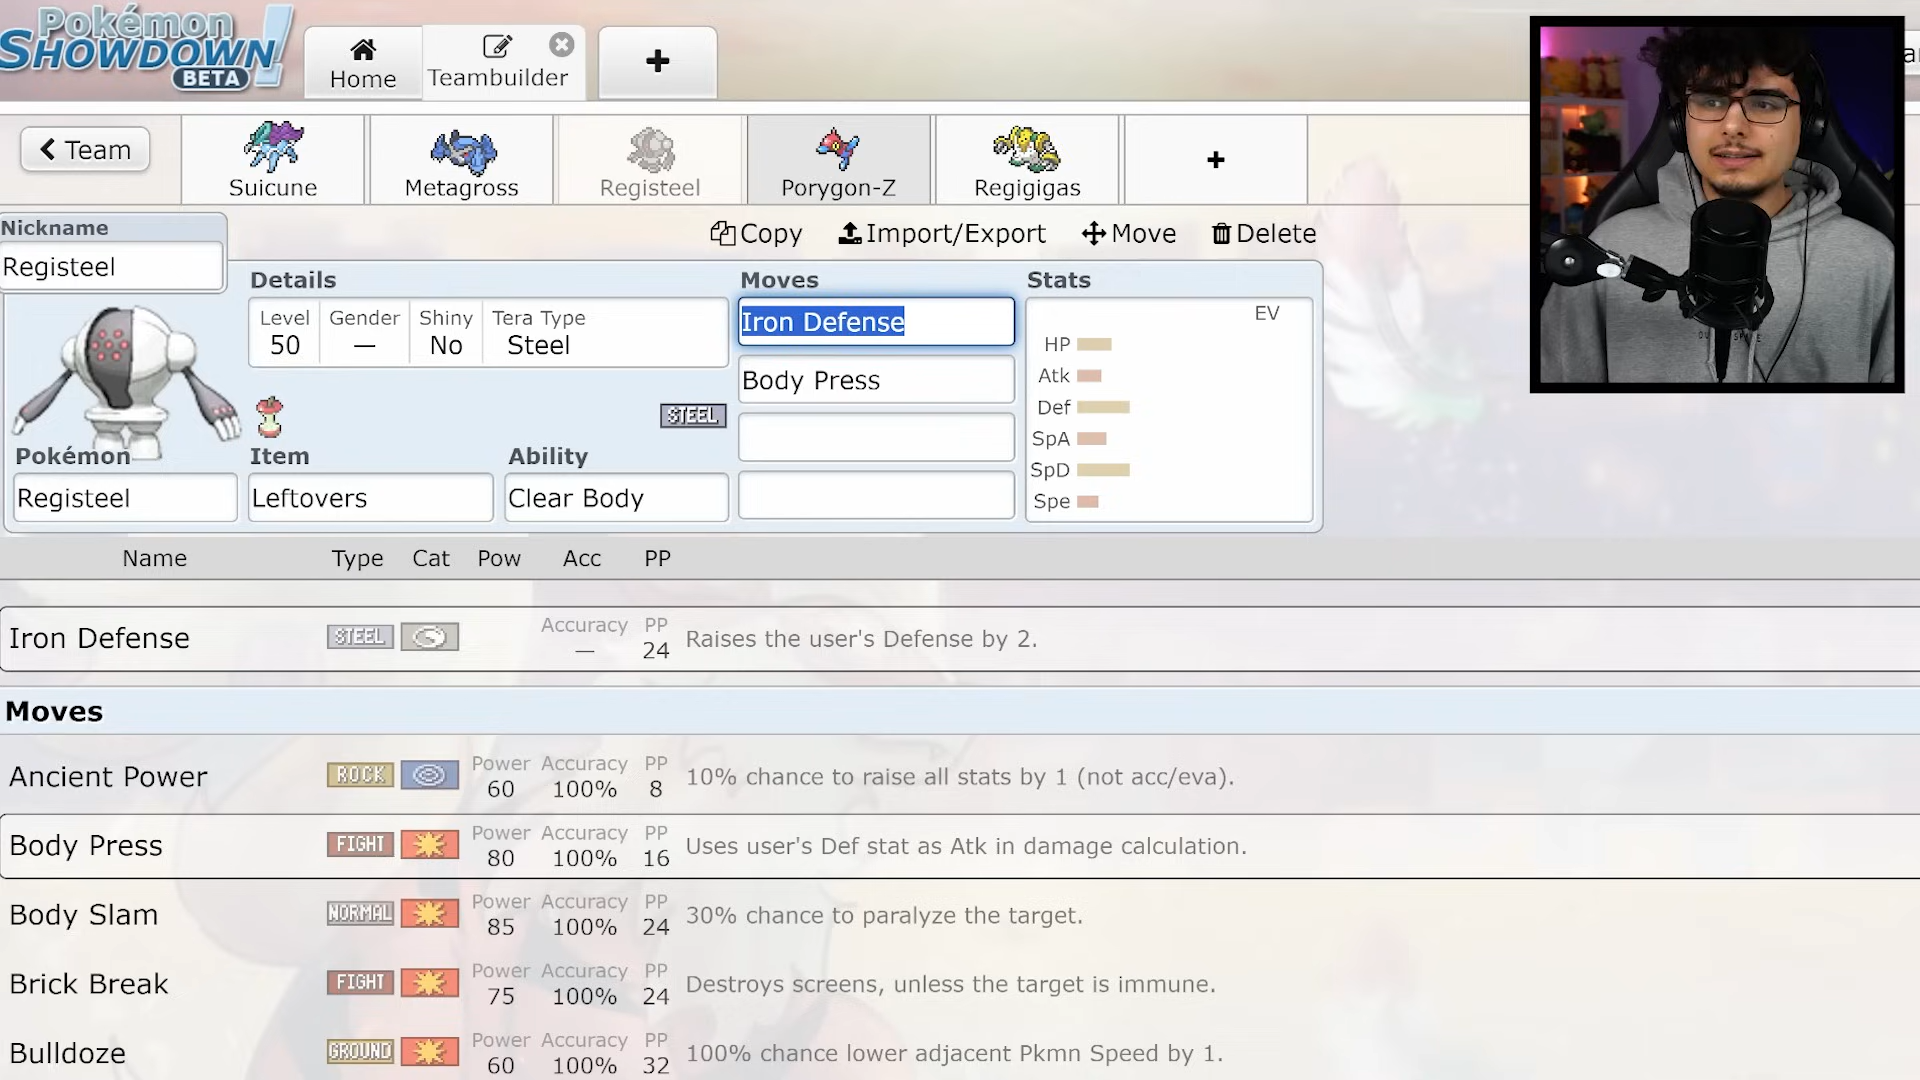 Pokémon
SHOWDOWN!
BETA
Home
Teambuilder
+
Team
Suicune
Metagross
Registeel
Porygon-Z
Regigigas
+
Nickname
Registeel
Copy
Import/Export
Move
Delete
Details
Moves
Stats
Level
50
Gender
—
Shiny
No
Tera Type
Steel
Iron Defense
Body Press
EV
HP
Atk
Def
SpA
SpD
Spe
STEEL
Pokémon
Registeel
Item
Leftovers
Ability
Clear Body
Name Type Cat Pow Acc PP
Iron Defense STEEL Accuracy — PP 24 Raises the user's Defense by 2.
Moves
Ancient Power ROCK Power 60 Accuracy 100% PP 8 10% chance to raise all stats by 1 (not acc/eva).
Body Press FIGHT Power 80 Accuracy 100% PP 16 Uses user's Def stat as Atk in damage calculation.
Body Slam NORMAL Power 85 Accuracy 100% PP 24 30% chance to paralyze the target.
Brick Break FIGHT Power 75 Accuracy 100% PP 24 Destroys screens, unless the target is immune.
Bulldoze GROUND Power 60 Accuracy 100% PP 32 100% chance lower adjacent Pkmn Speed by 1.